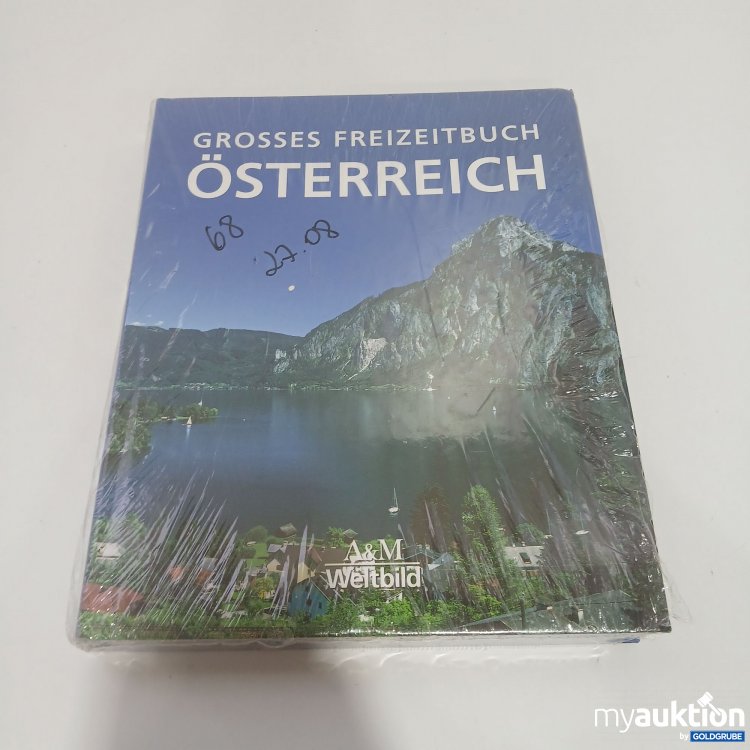 GROSSES FREIZEITBUCH
ÖSTERREICH
68
27.08
A&M
Weltbild
myauktion
by GOLDGRUBE